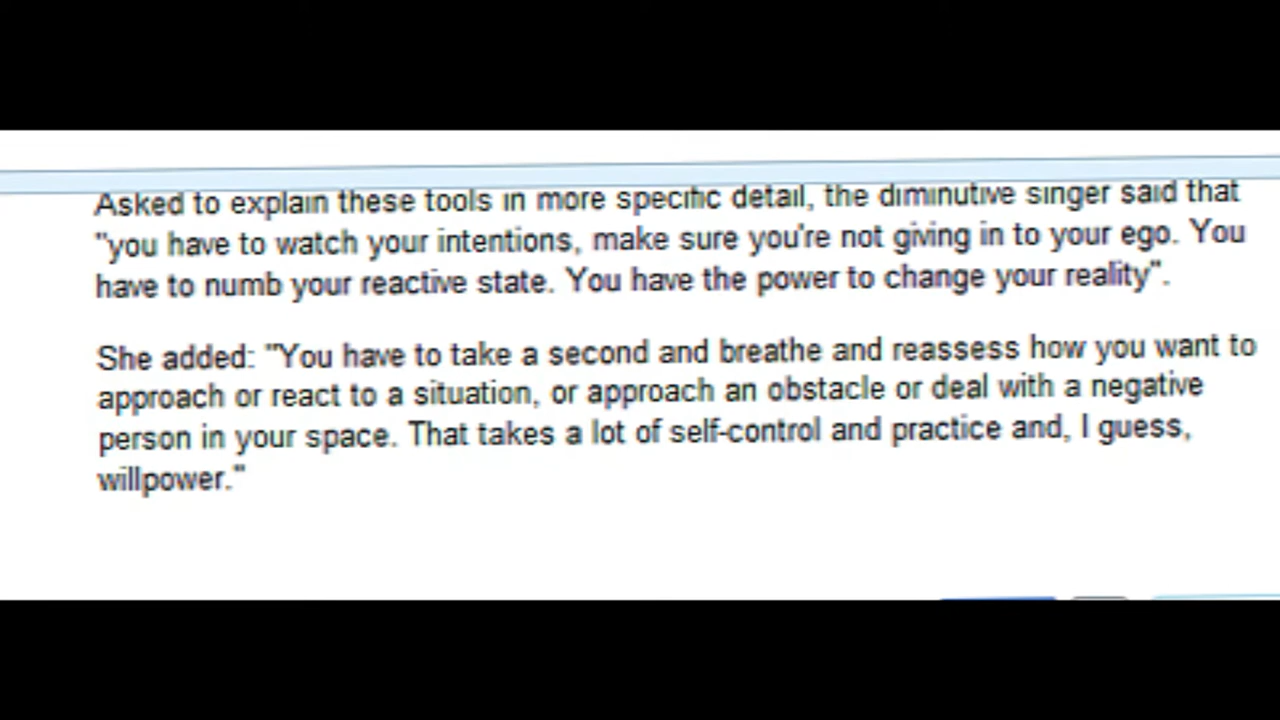 Asked to explain these tools in more specific detail, the diminutive singer said that
"you have to watch your intentions, make sure you're not giving in to your ego. You
have to numb your reactive state. You have the power to change your reality".
She added: "You have to take a second and breathe and reassess how you want to
approach or react to a situation, or approach an obstacle or deal with a negative
person in your space. That takes a lot of self-control and practice and, I guess,
willpower."